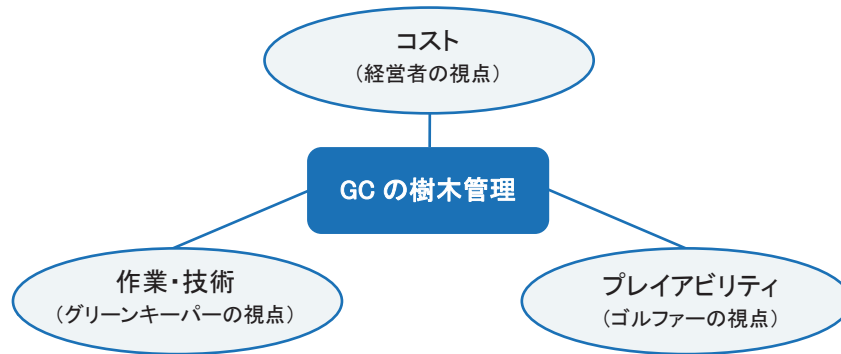 コスト
（経営者の視点）
GC の樹木管理
作業・技術
（グリーンキーパーの視点）
プレイアビリティ
（ゴルファーの視点）